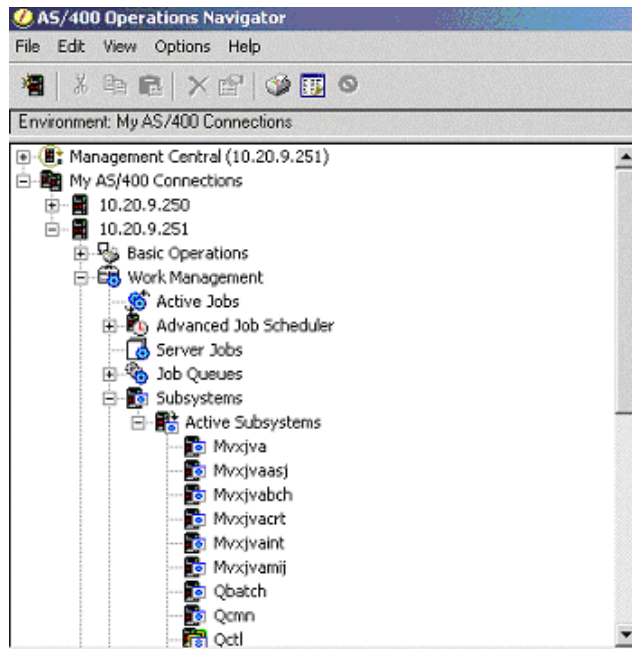 AS/400 Operations Navigator
File Edit View Options Help
Environment: My AS/400 Connections
Management Central (10.20.9.251)
My AS/400 Connections
10.20.9.250
10.20.9.251
Basic Operations
Work Management
Active Jobs
Advanced Job Scheduler
Server Jobs
Job Queues
Subsystems
Active Subsystems
Mvxjva
Mvxjvaasj
Mvxjvabch
Mvxjvacrt
Mvxjvaint
Mvxjvamij
Qbatch
Qcmn
Qctl